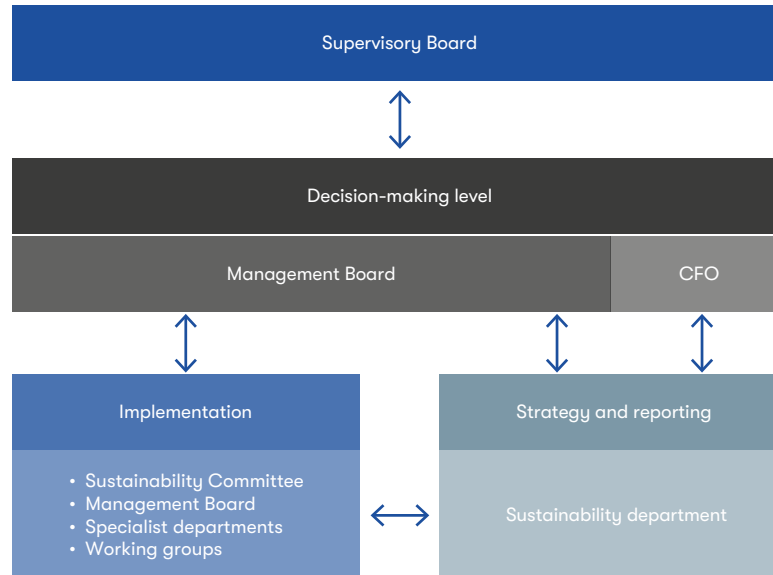 Supervisory Board
Decision-making level
Management Board
CFO
Implementation
Strategy and reporting
• Sustainability Committee
• Management Board
• Specialist departments
• Working groups
Sustainability department